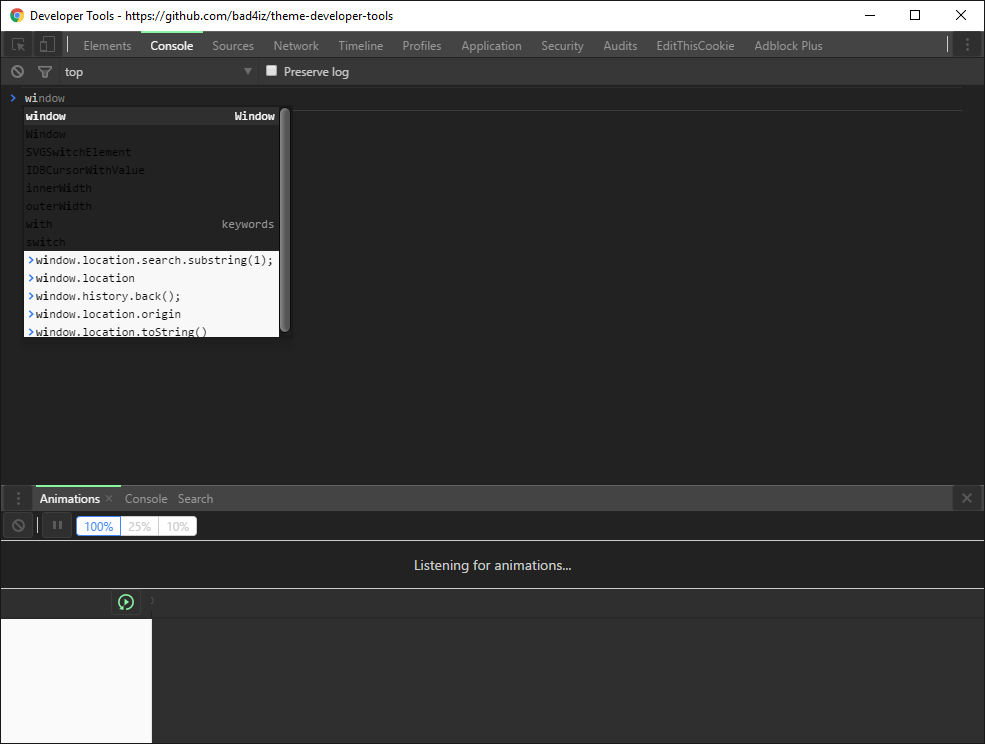 Developer Tools - https://github.com/bad4iz/theme-developer-tools
Elements Console Sources Network Timeline Profiles Application Security Audits EditThisCookie Adblock Plus
top Preserve log
> window
window Window
Window
SVGSwitchElement
IDBCursorWithValue
innerWidth
outerWidth
with keywords
switch
>window.location.search.substring(1);
>window.location
>window.history.back();
>window.location.origin
>window.location.toString()
Animations × Console Search
100% 25% 10%
Listening for animations...